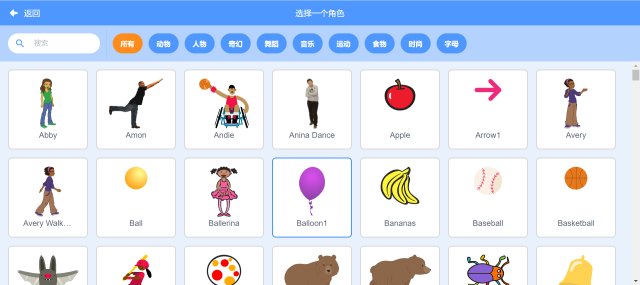 返回
选择一个角色
搜索
所有 动物 人物 奇幻 舞蹈 音乐 运动 食物 时间 字母
Abby Amon Andie Anina Dance Apple Arrow1 Avery
Avery Walk... Ball Ballerina Balloon1 Bananas Baseball Basketball